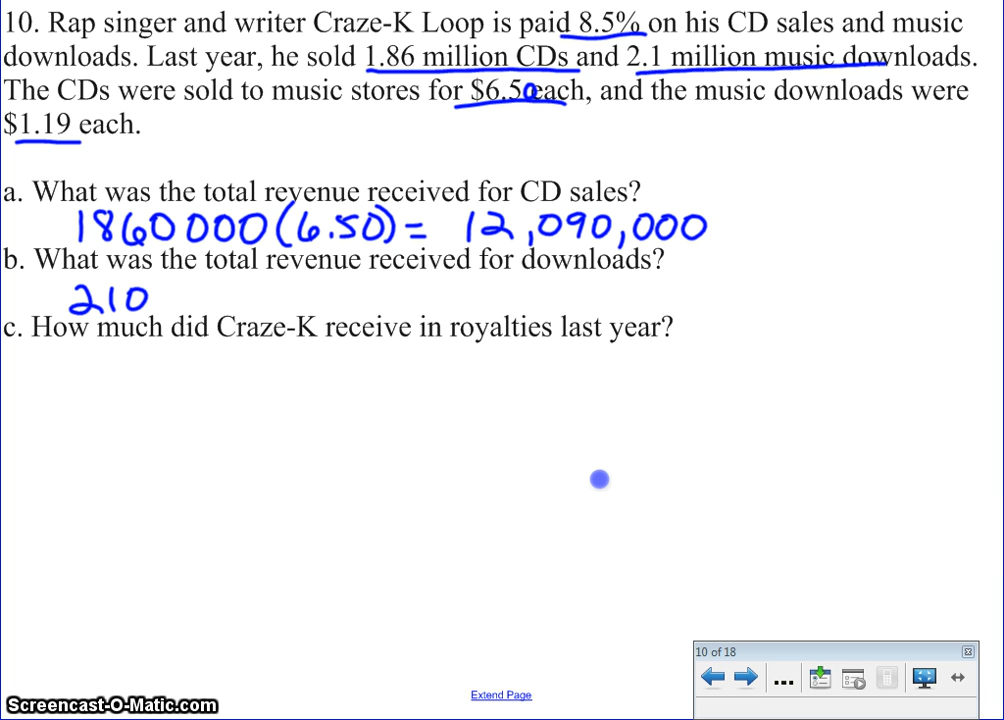 10. Rap singer and writer Craze-K Loop is paid 8.5% on his CD sales and music
downloads. Last year, he sold 1.86 million CDs and 2.1 million music downloads.
The CDs were sold to music stores for $6.50each, and the music downloads were
$1.19 each.
a. What was the total revenue received for CD sales?
1860000(6.50)= 12,090,000
b. What was the total revenue received for downloads?
210
c. How much did Craze-K receive in royalties last year?
10 of 18
...
Extend Page
Screencast-O-Matic.com